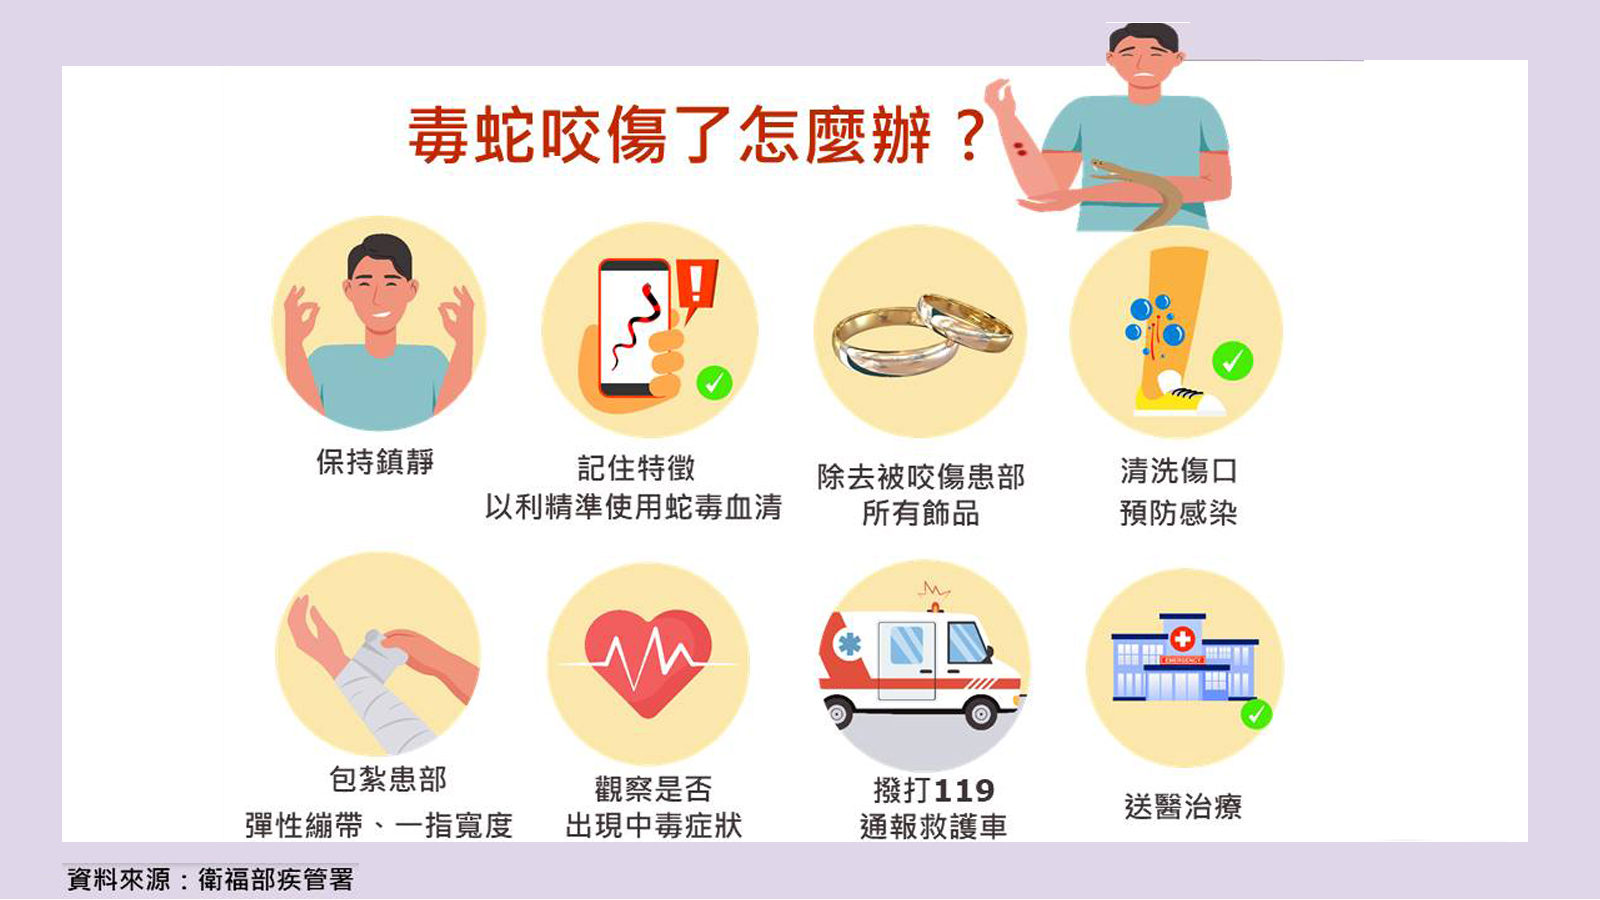 毒蛇咬傷了怎麼辦？
保持鎮靜
記住特徵
以利精準使用蛇毒血清
除去被咬傷患部
所有飾品
清洗傷口
預防感染
包紮患部
彈性繃帶、一指寬度
觀察是否
出現中毒症狀
撥打119
通報救護車
EMERGENCY
送醫治療
資料來源：衛福部疾管署